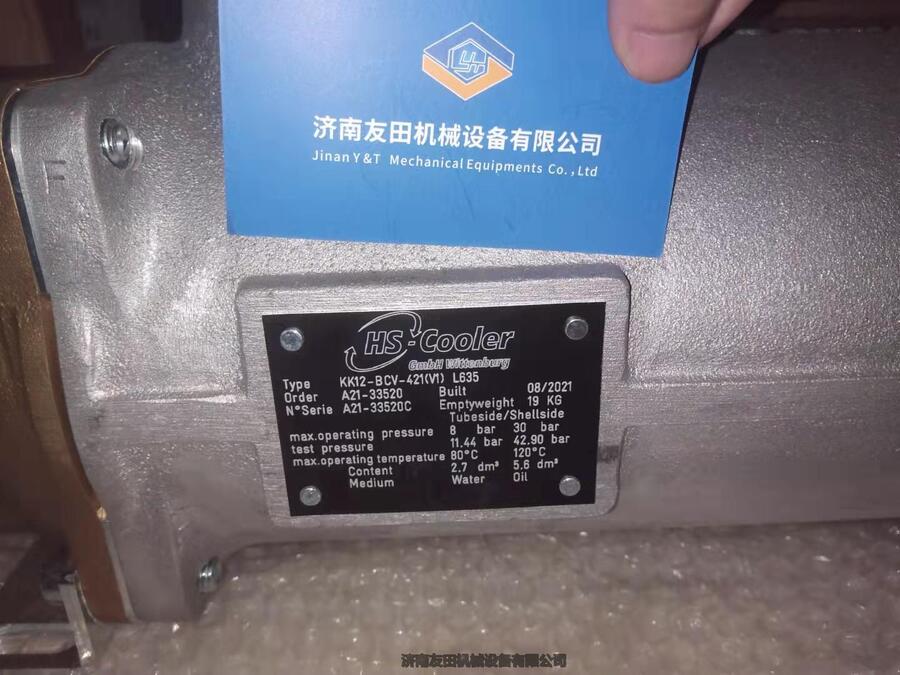 YT
济南友田机械设备有限公司
Jinan Y&T Mechanical Equipments Co.,Ltd
F
HS-Cooler
GmbH Wittenburg
Type KK12-BCV-421(V1) L635
Order A21-33520 Built 08/2021
N°Serie A21-33520C Emptyweight 19 KG
Tubeside/Shellside
max.operating pressure 8 bar 30 bar
test pressure 11.44 bar 42.90 bar
max.operating temperature 80°C 120°C
Content 2.7 dm³ 5.6 dm³
Medium Water Oil
济南友田机械设备有限公司